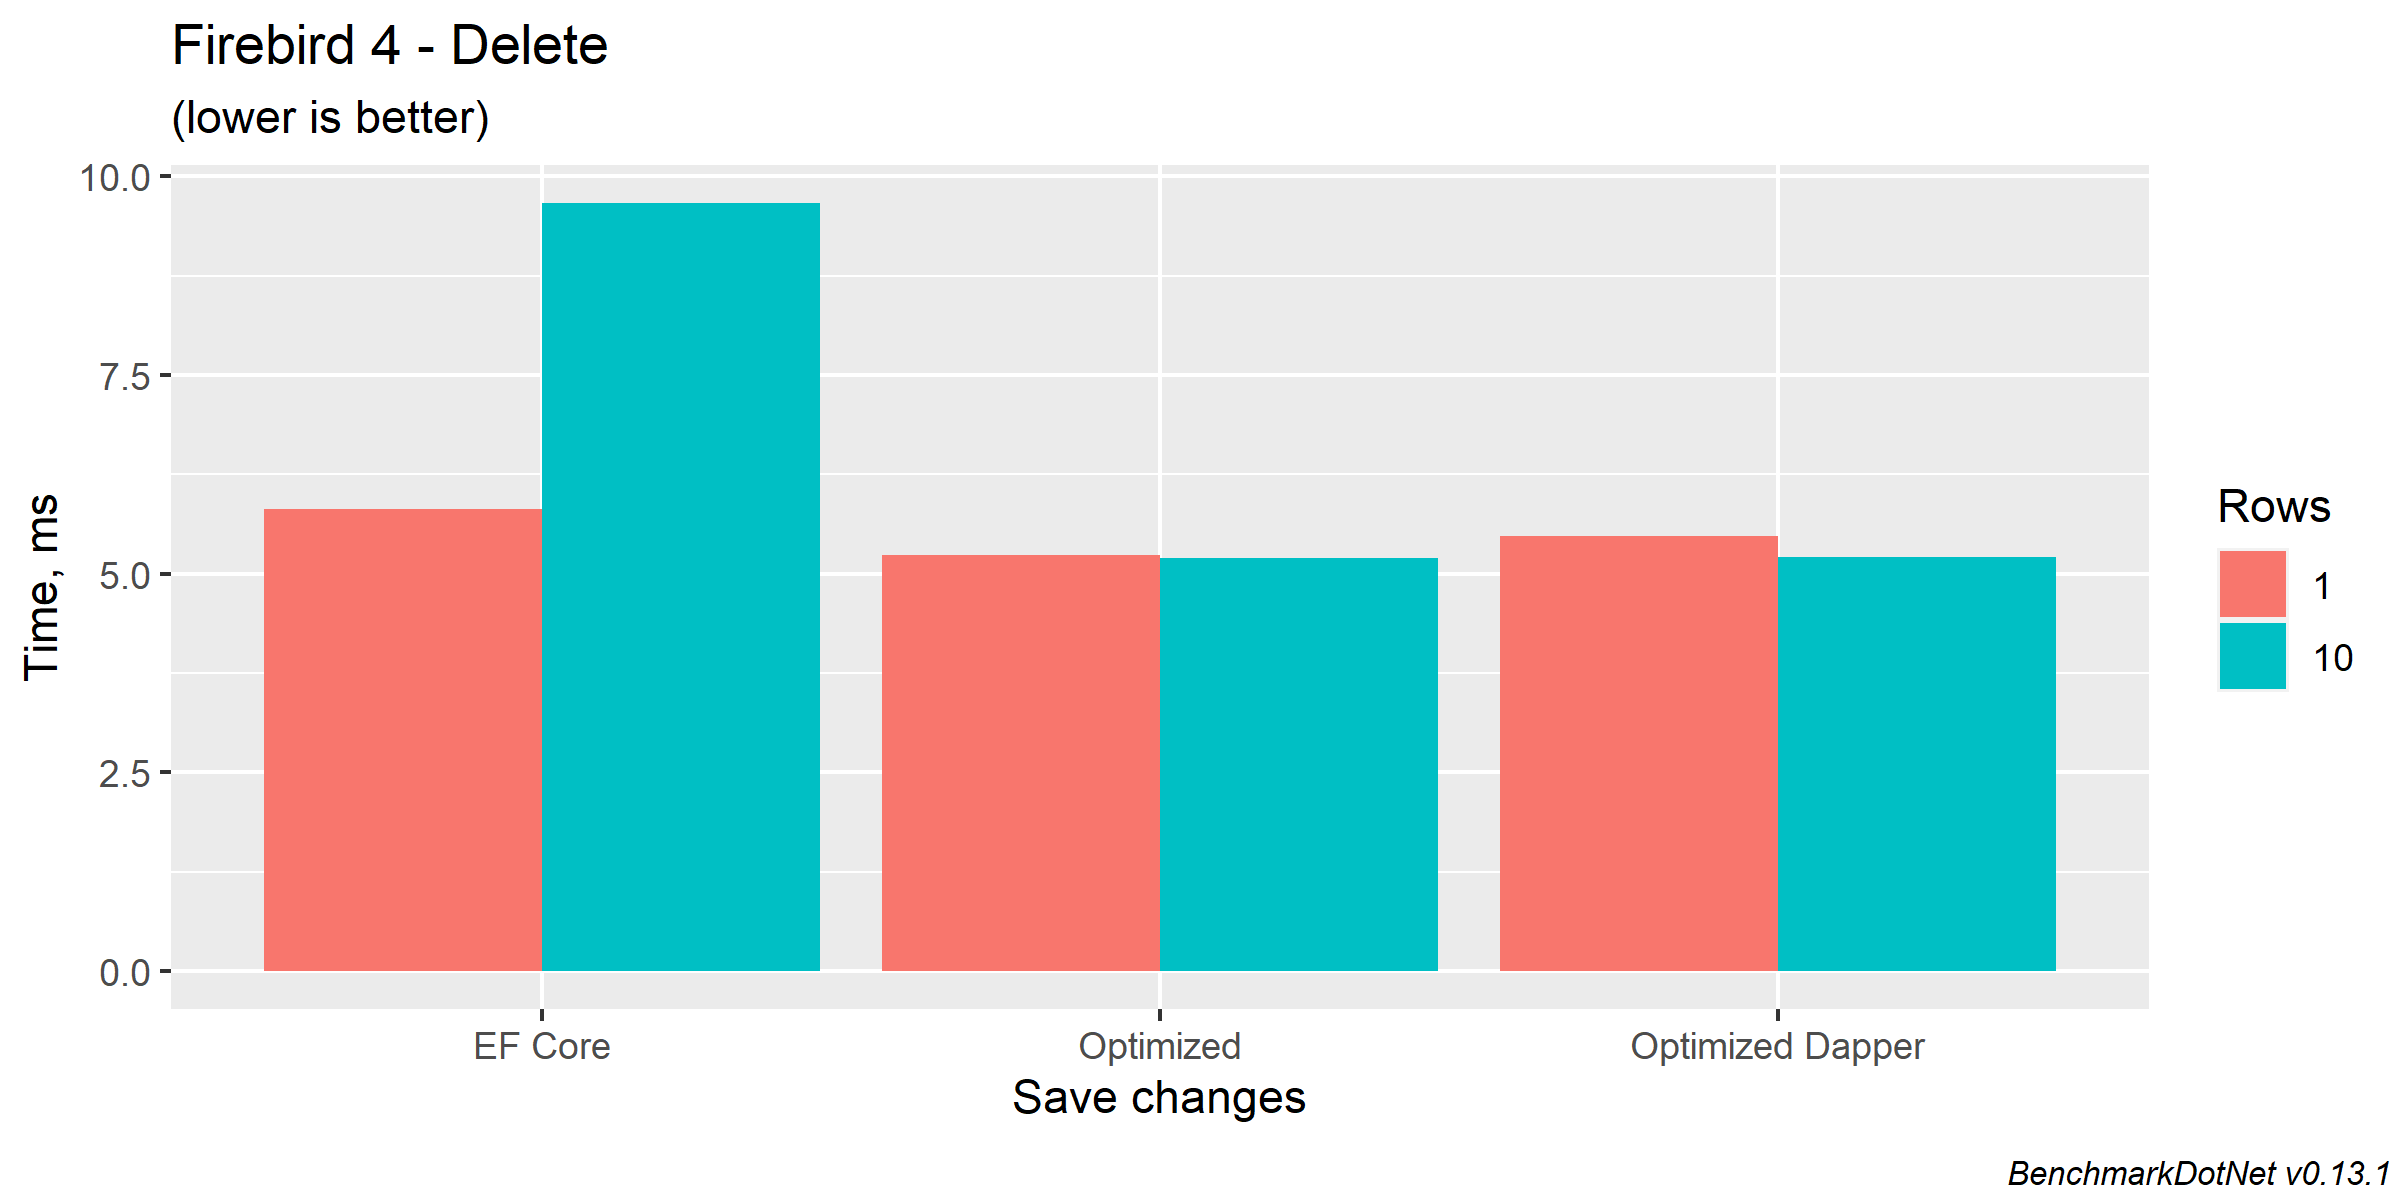 Firebird 4 - Delete
(lower is better)
10.0
7.5
5.0
2.5
0.0
Time, ms
EF Core
Optimized
Optimized Dapper
Save changes
Rows
1
10
BenchmarkDotNet v0.13.1